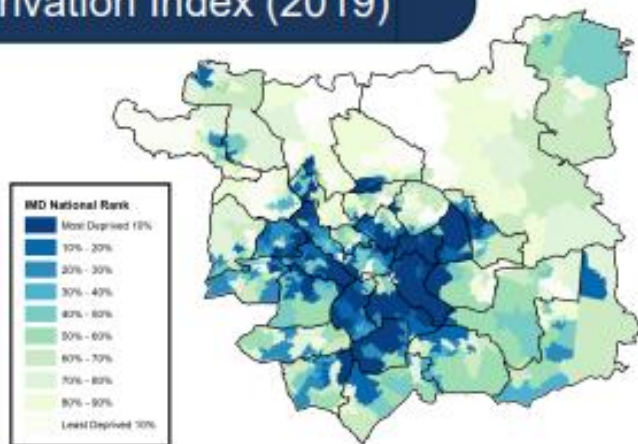 rivation Index (2019)
IMD National Rank
Most Deprived 10%
10% - 20%
20% - 30%
30% - 40%
40% - 50%
50% - 60%
60% - 70%
70% - 80%
80% - 90%
Least Deprived 10%